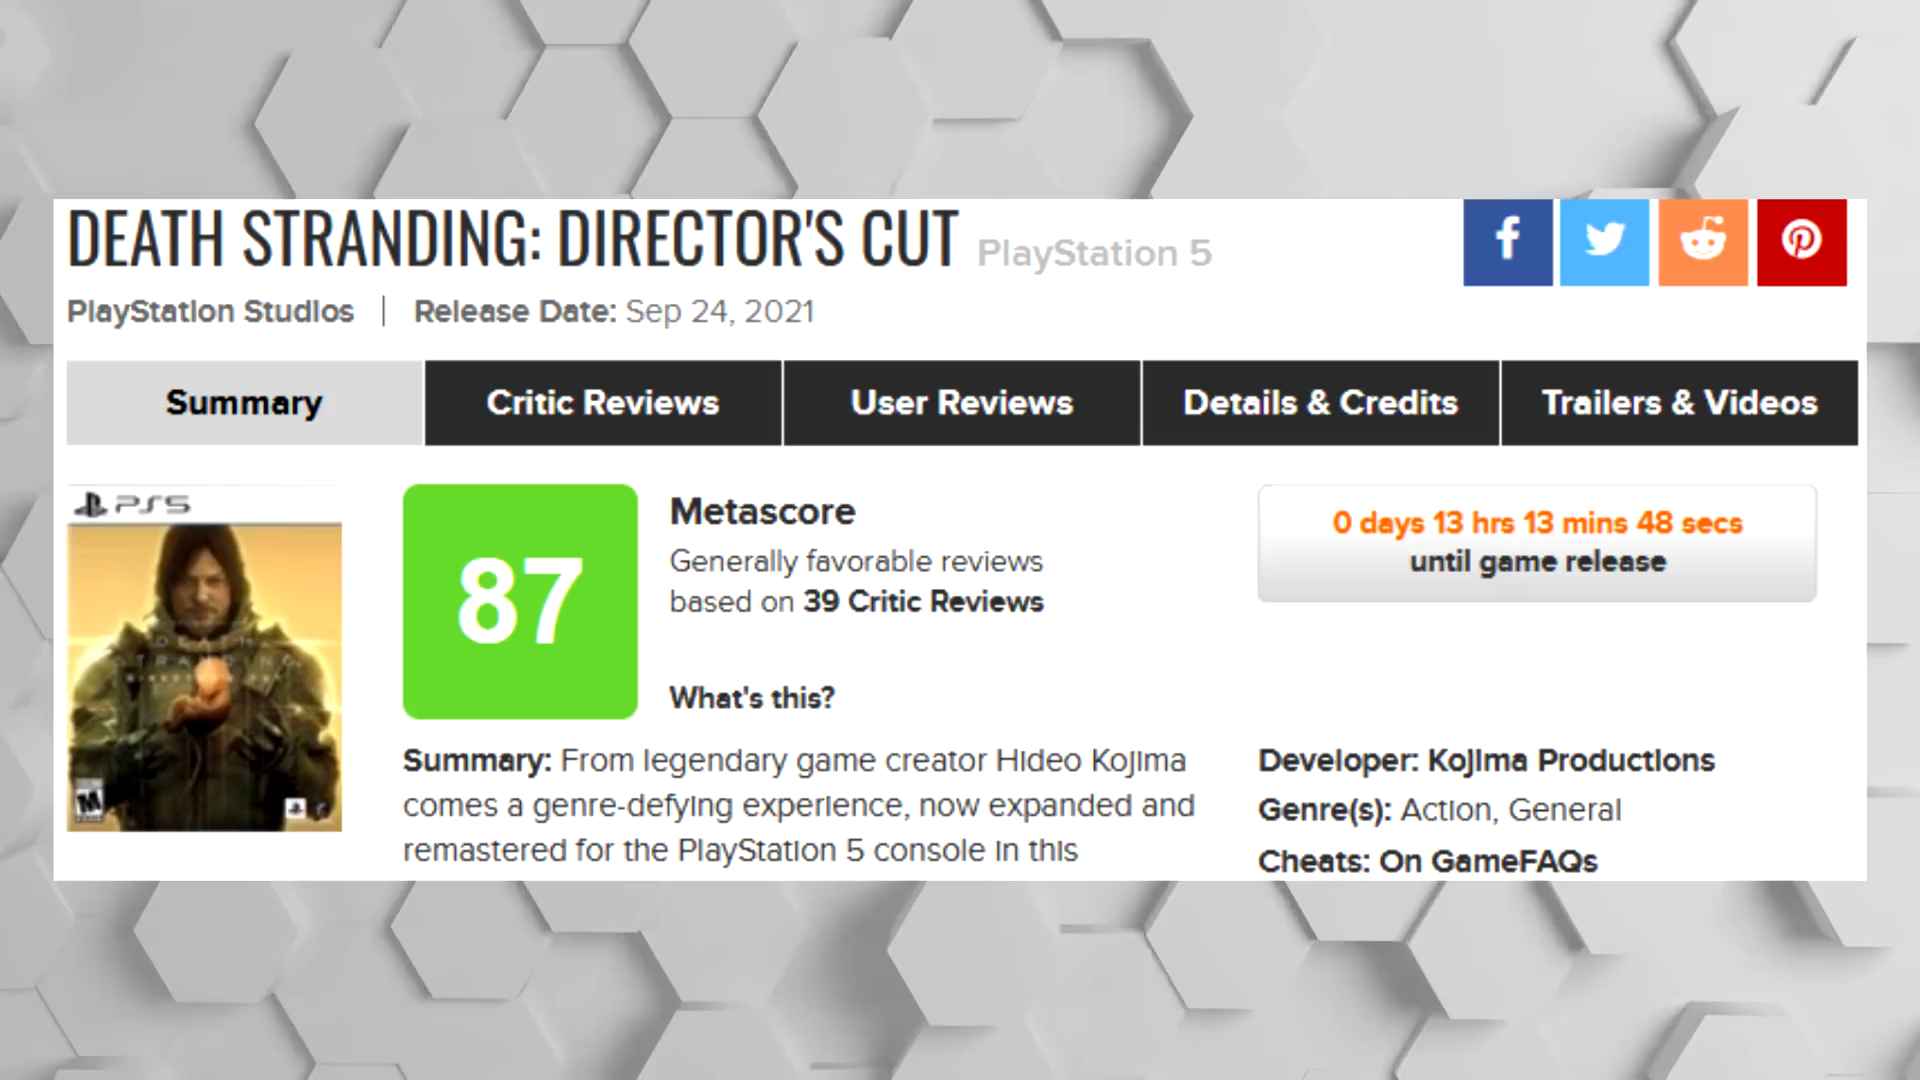 DEATH STRANDING: DIRECTOR'S CUT PlayStation 5
PlayStation Studios | Release Date: Sep 24, 2021
Summary
Critic Reviews
User Reviews
Details & Credits
Trailers & Videos
PS5
DEATH
STRANDING
DIRECTOR'S CUT
M
87
Metascore
Generally favorable reviews
based on 39 Critic Reviews
What's this?
0 days 13 hrs 13 mins 48 secs
until game release
Summary: From legendary game creator Hideo Kojima
comes a genre-defying experience, now expanded and
remastered for the PlayStation 5 console in this
Developer: Kojima Productions
Genre(s): Action, General
Cheats: On GameFAQs